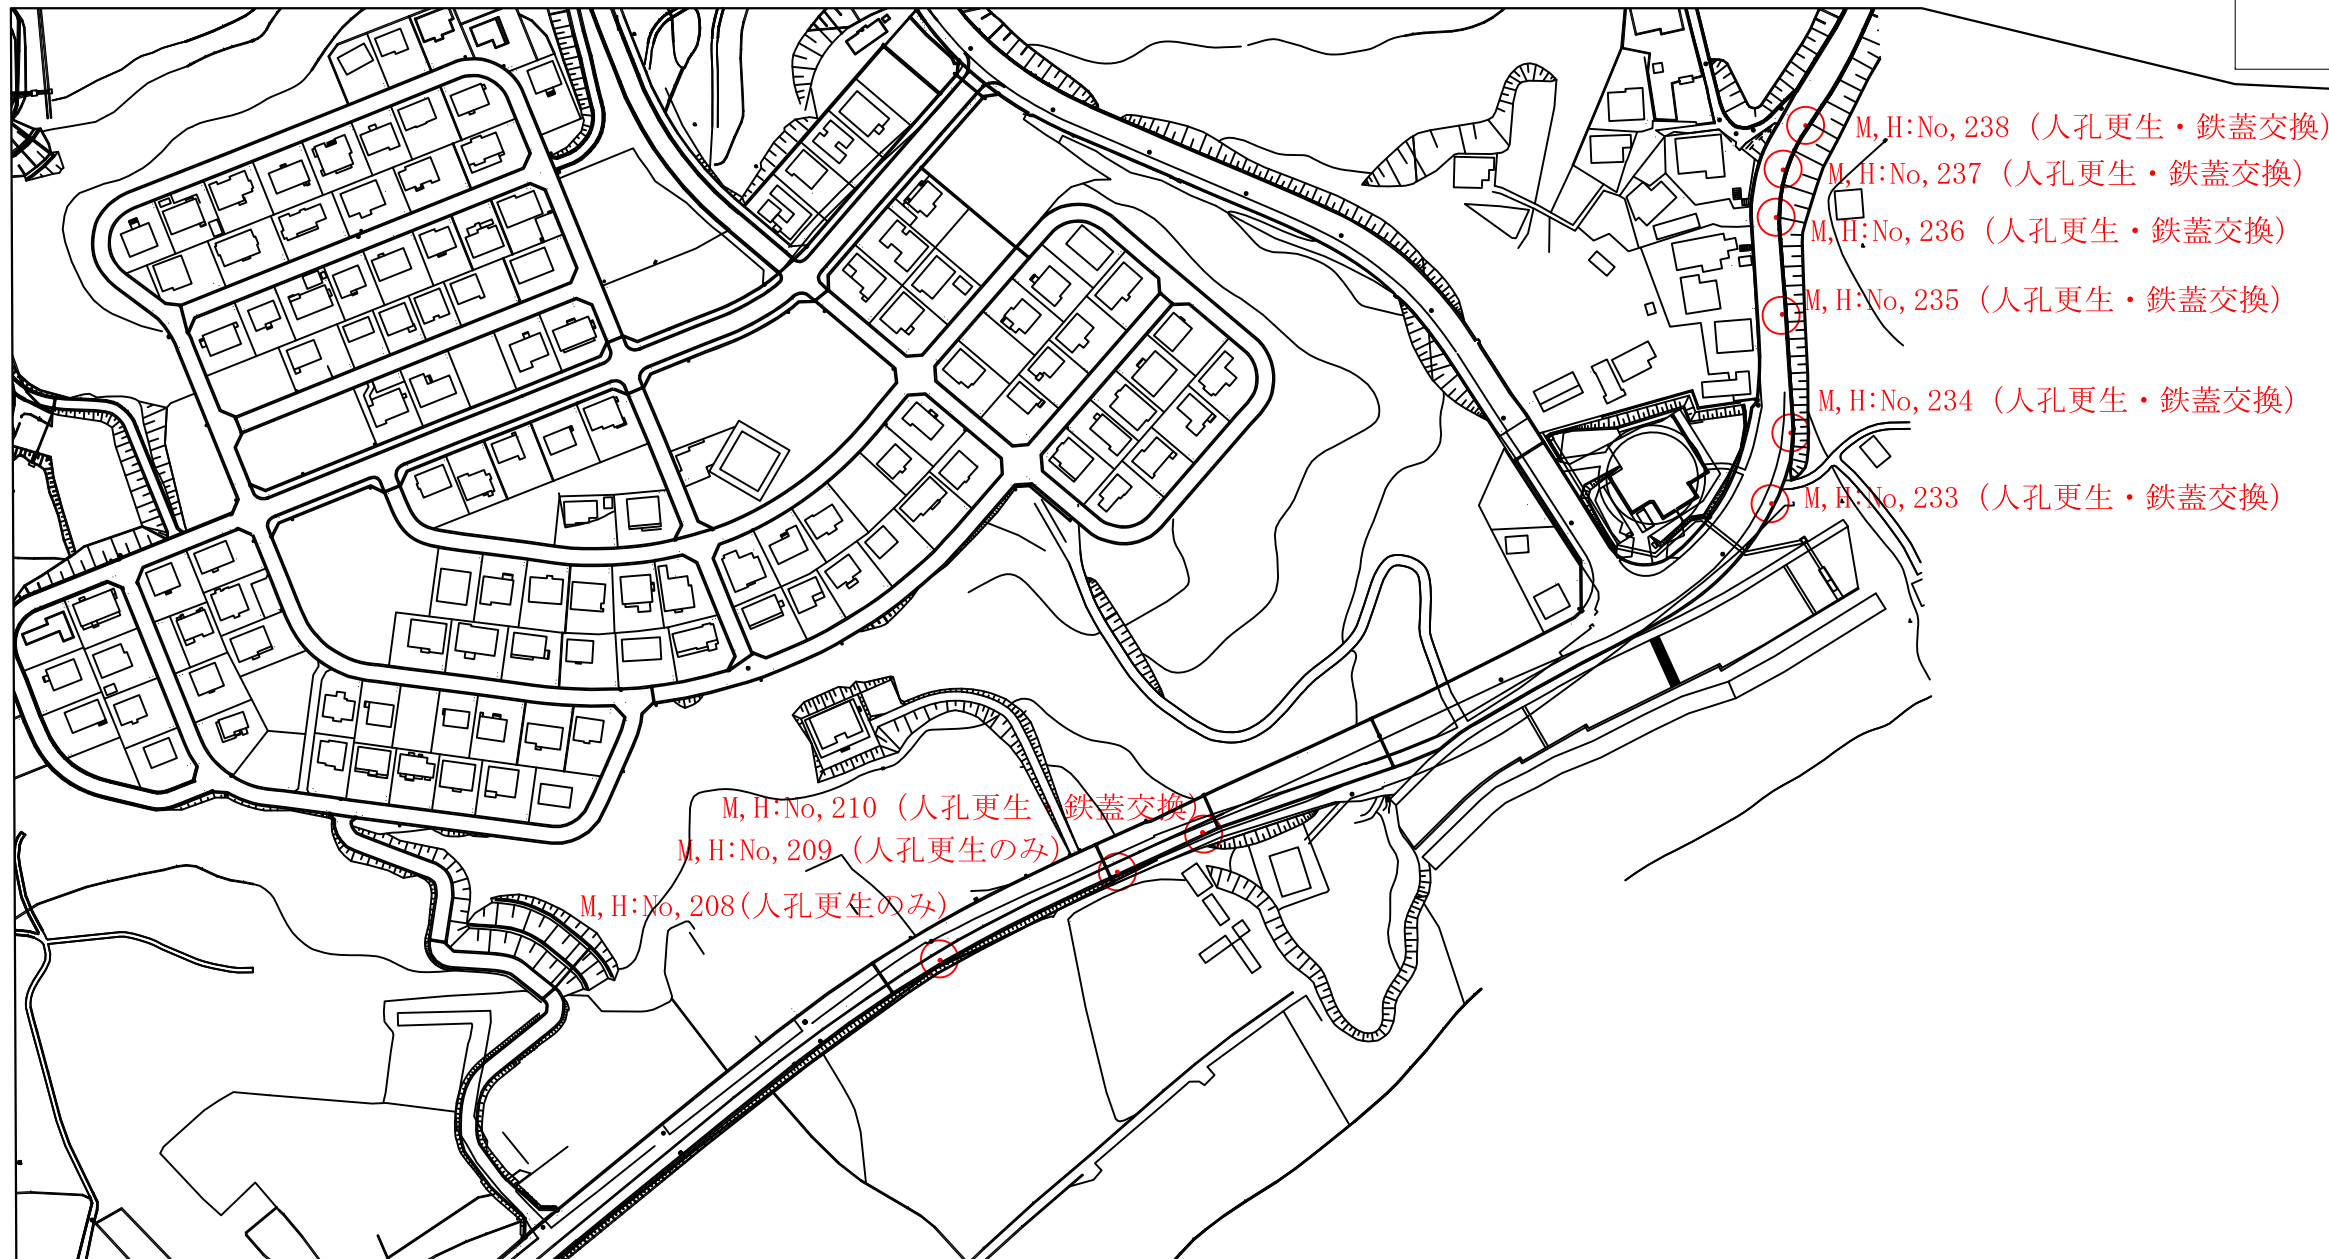 M,H:No,238 (人孔更生・鉄蓋交換)
M,H:No,237 (人孔更生・鉄蓋交換)
M,H:No,236 (人孔更生・鉄蓋交換)
M,H:No,235 (人孔更生・鉄蓋交換)
M,H:No,234 (人孔更生・鉄蓋交換)
M,H:No,233 (人孔更生・鉄蓋交換)
M,H:No,210 (人孔更生・鉄蓋交換)
M,H:No,209 (人孔更生のみ)
M,H:No,208(人孔更生のみ)